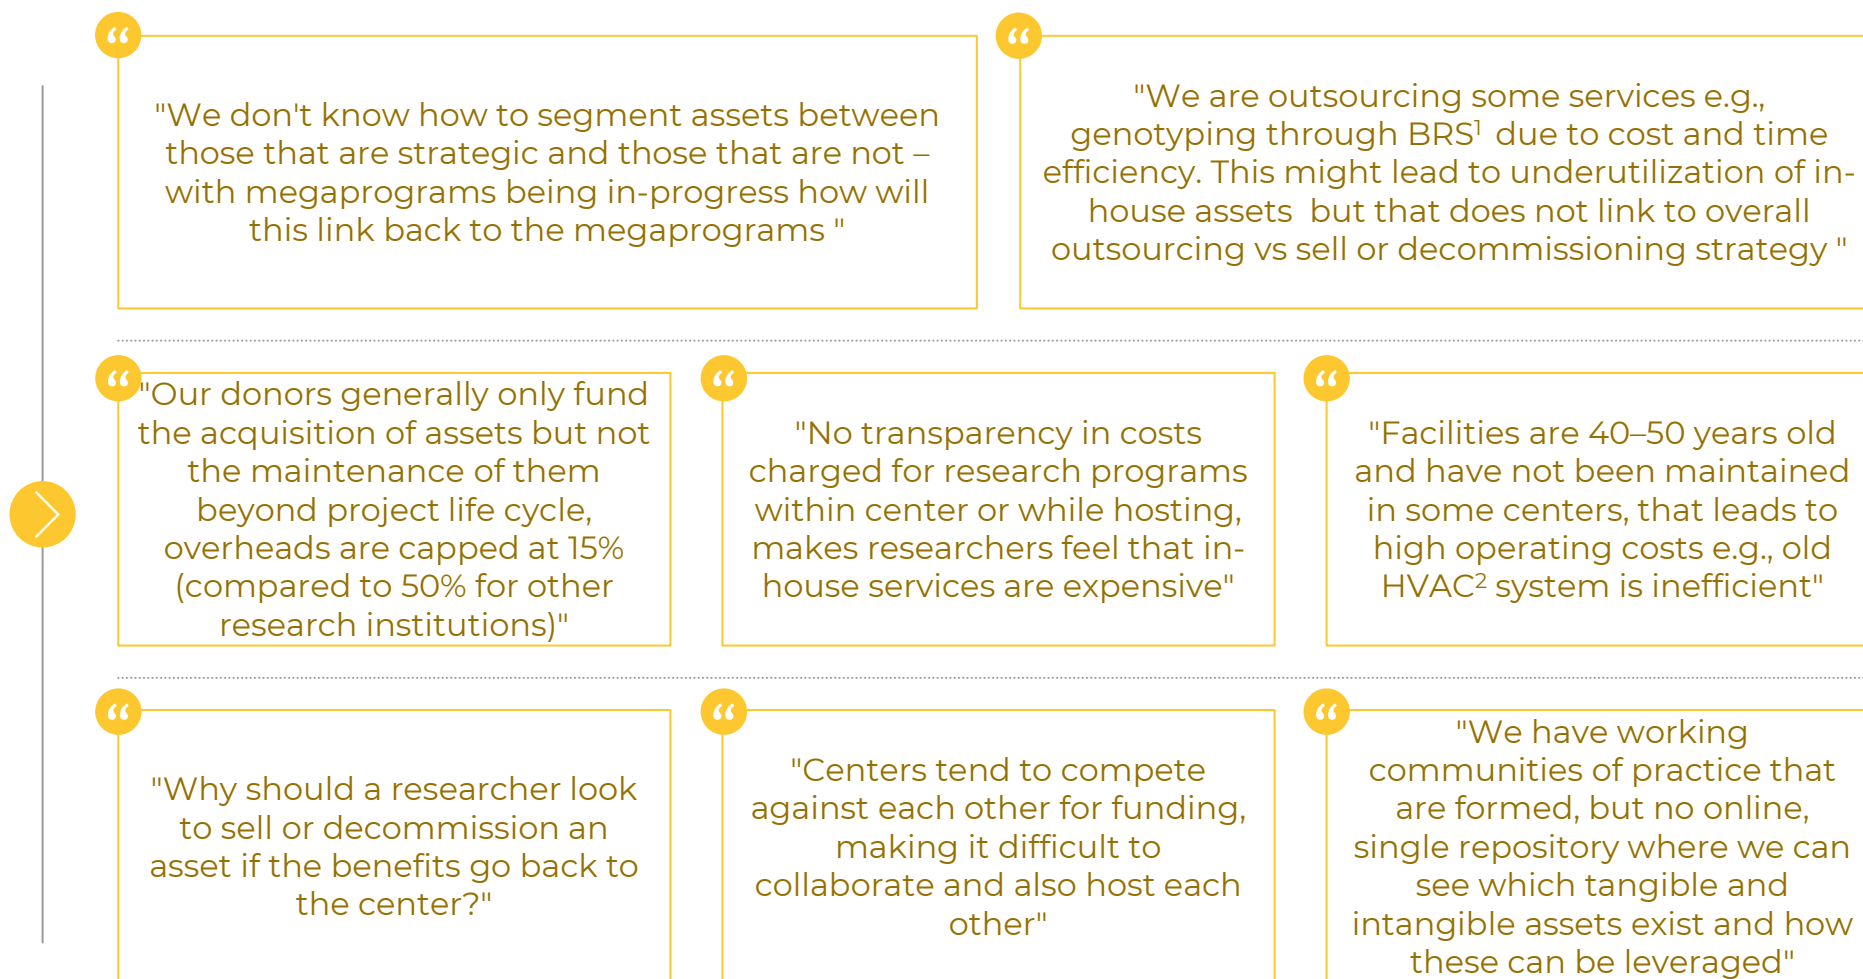 "We don't know how to segment assets between
those that are strategic and those that are not –
with megaprograms being in-progress how will
this link back to the megaprograms "
"We are outsourcing some services e.g.,
genotyping through BRS¹ due to cost and time
efficiency. This might lead to underutilization of in-
house assets  but that does not link to overall
outsourcing vs sell or decommissioning strategy "
"Our donors generally only fund
the acquisition of assets but not
the maintenance of them
beyond project life cycle,
overheads are capped at 15%
(compared to 50% for other
research institutions)"
"No transparency in costs
charged for research programs
within center or while hosting,
makes researchers feel that in-
house services are expensive"
"Facilities are 40–50 years old
and have not been maintained
in some centers, that leads to
high operating costs e.g., old
HVAC² system is inefficient"
"Why should a researcher look
to sell or decommission an
asset if the benefits go back to
the center?"
"Centers tend to compete
against each other for funding,
making it difficult to
collaborate and also host each
other"
"We have working
communities of practice that
are formed, but no online,
single repository where we can
see which tangible and
intangible assets exist and how
these can be leveraged"